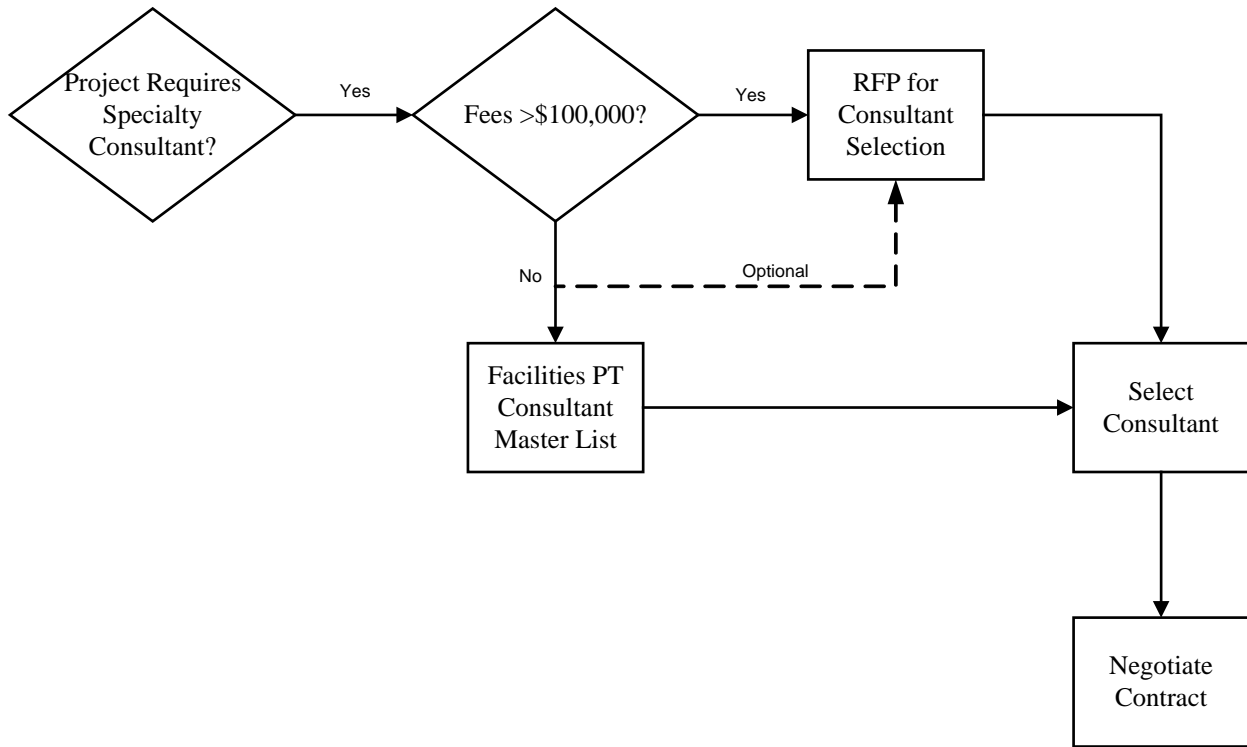 Project Requires
Specialty
Consultant?
Yes
Fees >$100,000?
Yes
RFP for
Consultant
Selection
No
Optional
Facilities PT
Consultant
Master List
Select
Consultant
Negotiate
Contract